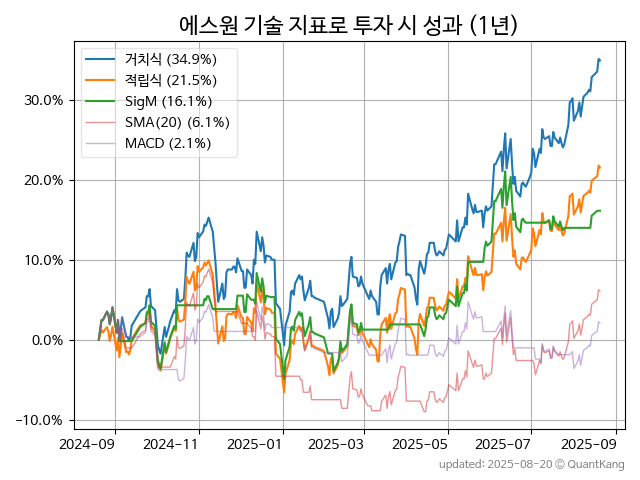 에스원 기술 지표로 투자 시 성과 (1년)
거치식 (34.9%)
적립식 (21.5%)
SigM (16.1%)
SMA(20) (6.1%)
MACD (2.1%)
30.0%
20.0%
10.0%
0.0%
−10.0%
2024-09 2024-11 2025-01 2025-03 2025-05 2025-07 2025-09
updated: 2025-08-20 © QuantKang